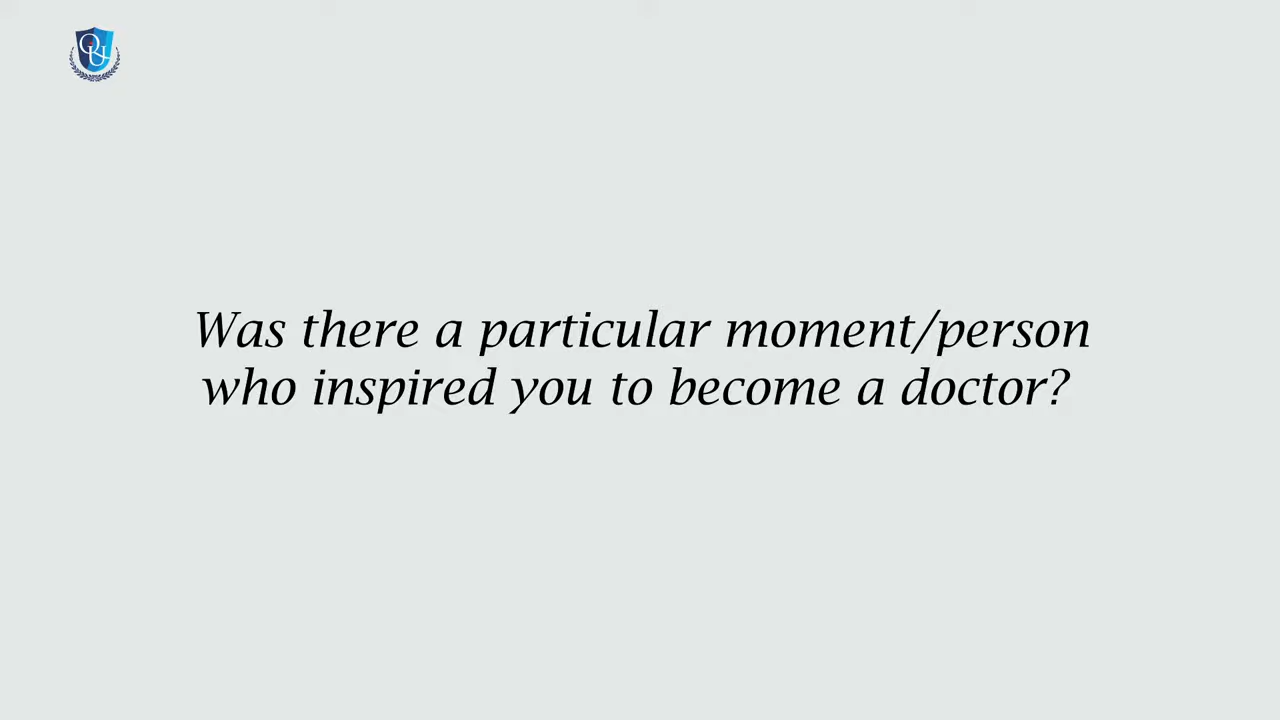 Was there a particular moment/person
who inspired you to become a doctor?